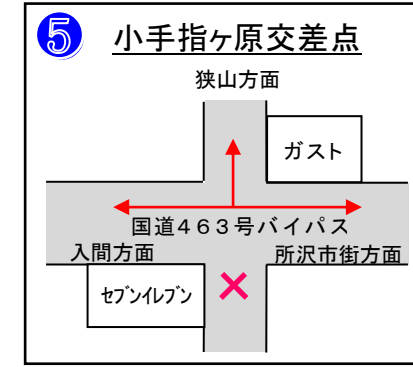 5 小手指ヶ原交差点
狭山方面
ガスト
国道463号バイパス
入間方面
所沢市街方面
セブンイレブン